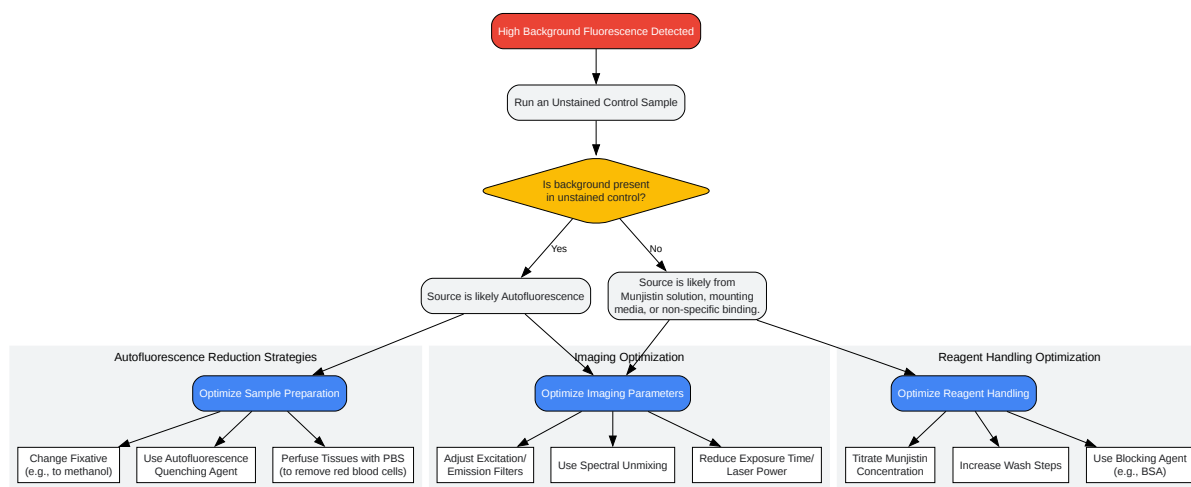 High Background Fluorescence Detected
Run an Unstained Control Sample
Is background present
in unstained control?
Yes
No
Source is likely Autofluorescence
Source is likely from
Munjistin solution, mounting
media, or non-specific binding.
Autofluorescence Reduction Strategies
Imaging Optimization
Reagent Handling Optimization
Optimize Sample Preparation
Optimize Imaging Parameters
Optimize Reagent Handling
Change Fixative
(e.g., to methanol)
Use Autofluorescence
Quenching Agent
Perfuse Tissues with PBS
(to remove red blood cells)
Adjust Excitation/
Emission Filters
Use Spectral Unmixing
Reduce Exposure Time/
Laser Power
Titrate Munjistin
Concentration
Increase Wash Steps
Use Blocking Agent
(e.g., BSA)